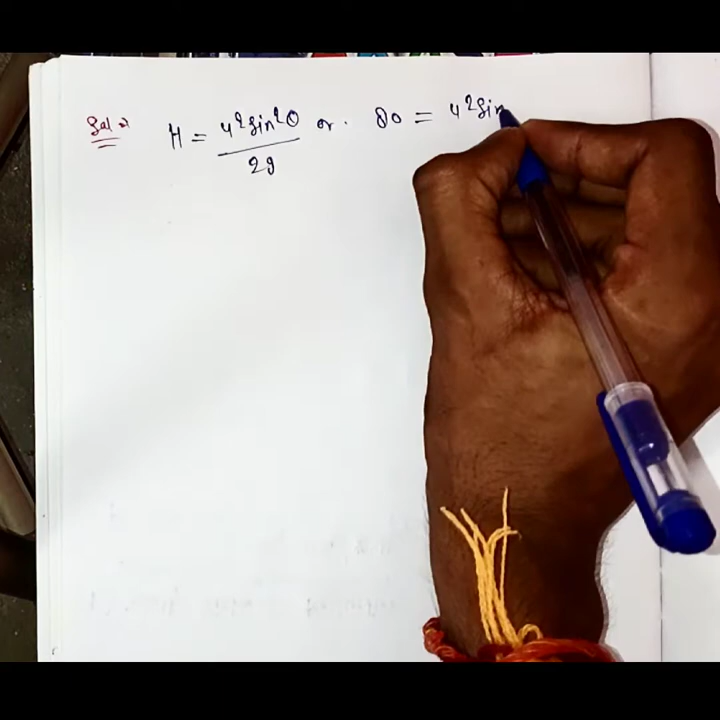 Sol ⇒ H = u²sin²θ / 2g or. 80 = u²sin